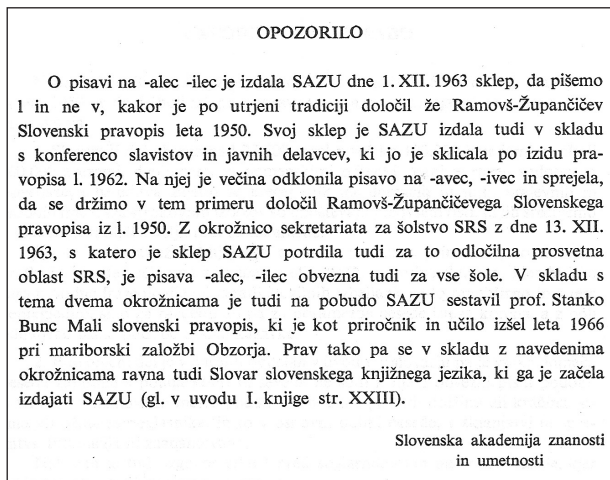 OPOZORILO
O pisavi na -alec -ilec je izdala SAZU dne 1. XII. 1963 sklep, da pišemo
l in ne v, kakor je po utrjeni tradiciji določil že Ramovš-Župančičev
Slovenski pravopis leta 1950. Svoj sklep je SAZU izdala tudi v skladu
s konferenco slavistov in javnih delavcev, ki jo je sklicala po izidu pra-
vopisa l. 1962. Na njej je večina odklonila pisavo na -avec, -ivec in sprejela,
da se držimo v tem primeru določil Ramovš-Župančičevega Slovenskega
pravopisa iz l. 1950. Z okrožnico sekretariata za šolstvo SRS z dne 13. XII.
1963, s katero je sklep SAZU potrdila tudi za to odločilna prosvetna
oblast SRS, je pisava -alec, -ilec obvezna tudi za vse šole. V skladu s
tema dvema okrožnicama je tudi na pobudo SAZU sestavil prof. Stanko
Bunc Mali slovenski pravopis, ki je kot priročnik in učilo izšel leta 1966
pri mariborski založbi Obzorja. Prav tako pa se v skladu z navedenima
okrožnicama ravna tudi Slovar slovenskega knjižnega jezika, ki ga je začela
izdajati SAZU (gl. v uvodu I. knjige str. XXIII).
Slovenska akademija znanosti
in umetnosti